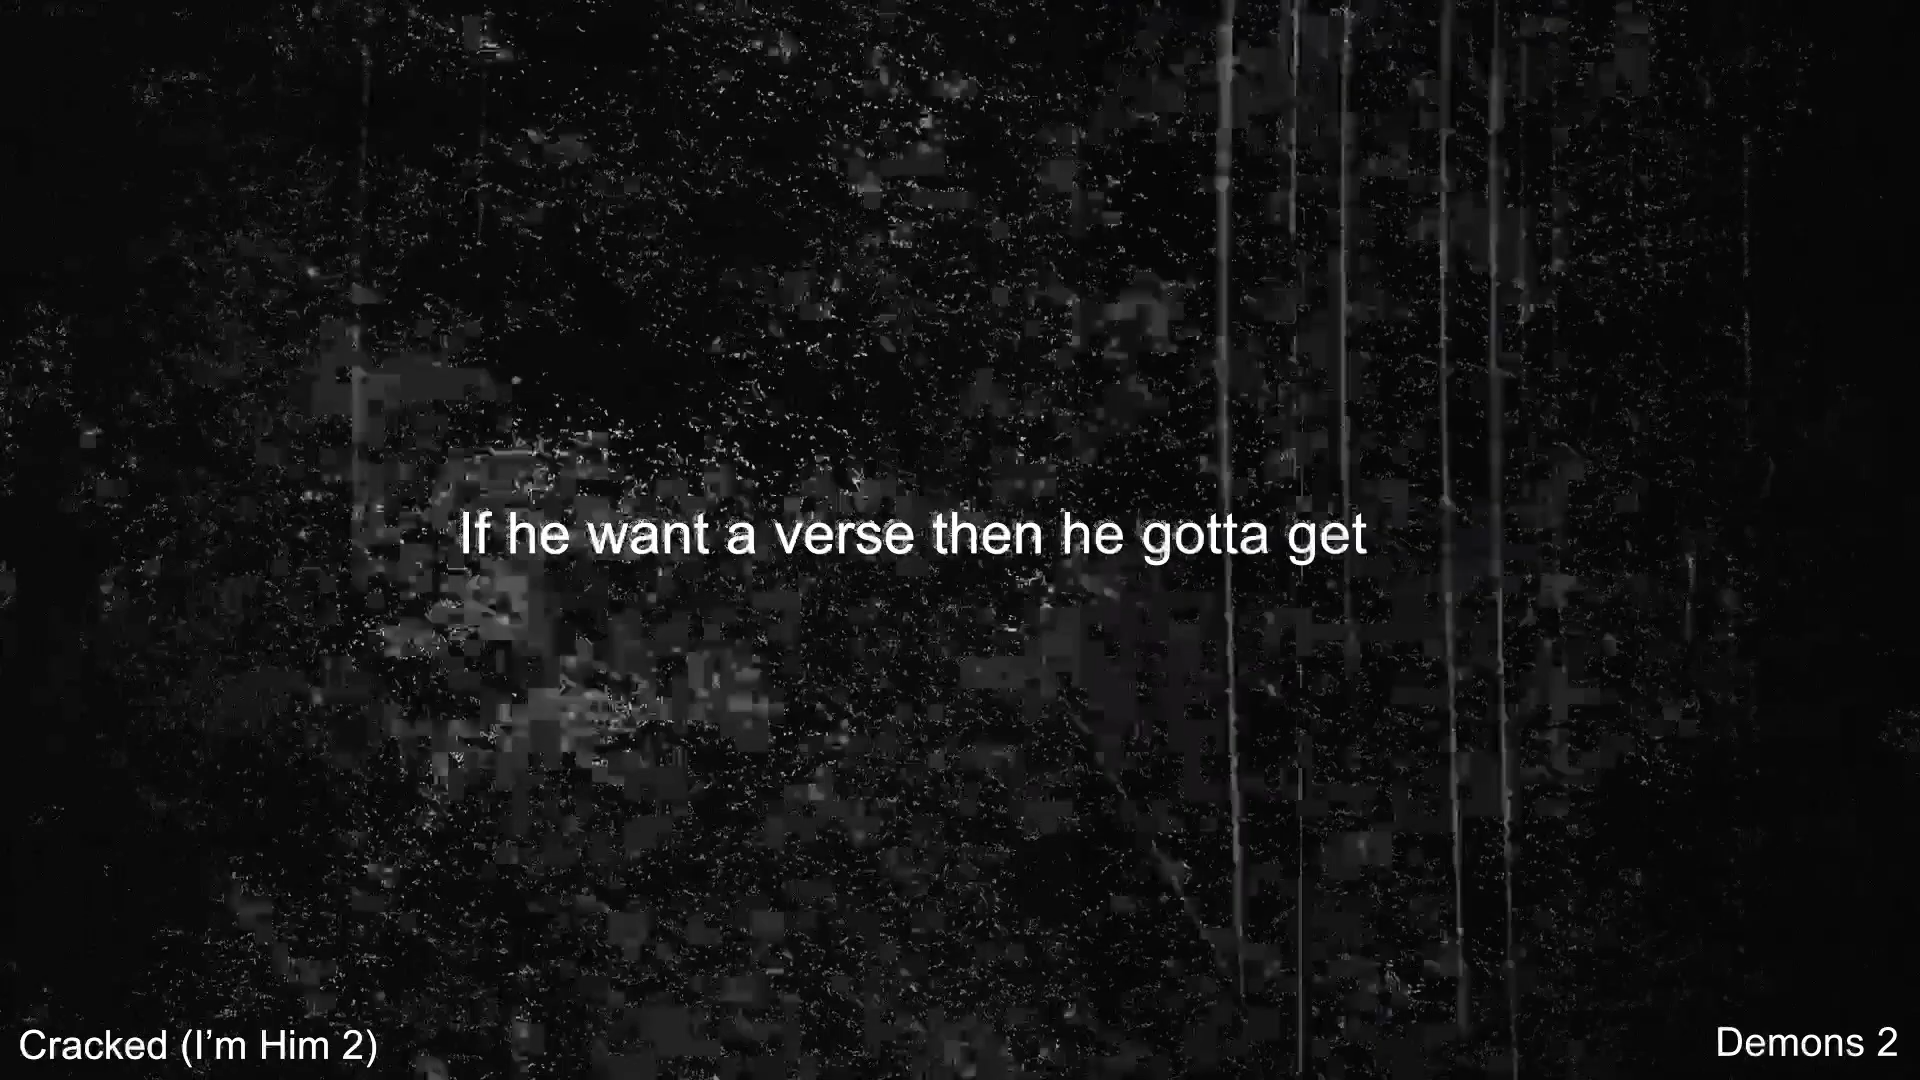 If he want a verse then he gotta get
Cracked (I’m Him 2)
Demons 2